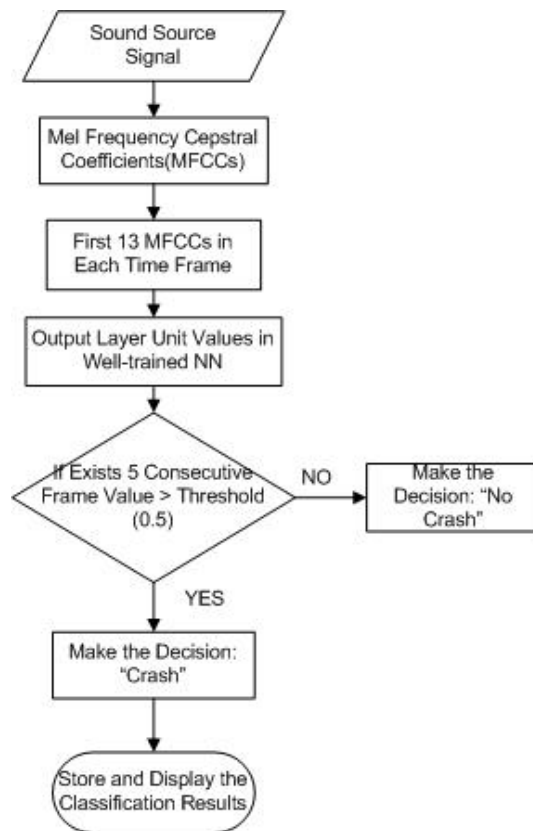 Sound Source
Signal
Mel Frequency Cepstral
Coefficients(MFCCs)
First 13 MFCCs in
Each Time Frame
Output Layer Unit Values in
Well-trained NN
If Exists 5 Consecutive
Frame Value > Threshold
(0.5)
NO
Make the
Decision: “No
Crash”
YES
Make the Decision:
“Crash”
Store and Display the
Classification Results